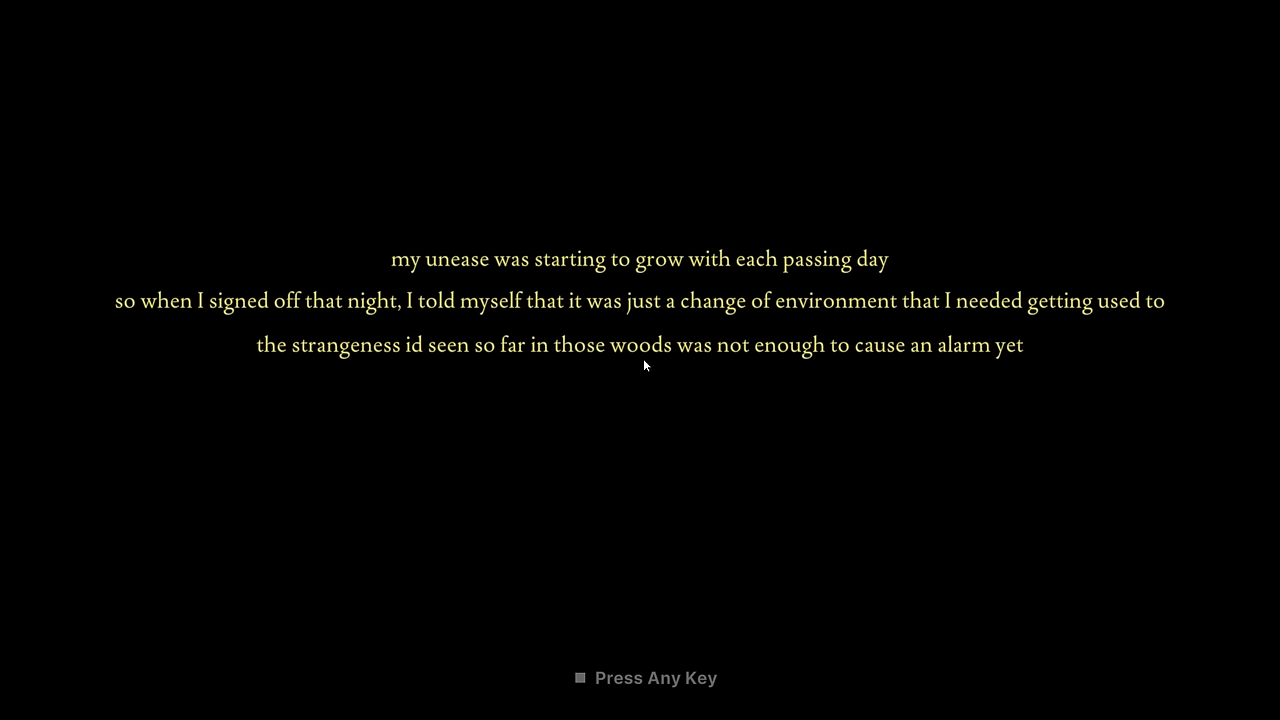 my unease was starting to grow with each passing day
so when I signed off that night, I told myself that it was just a change of environment that I needed getting used to
the strangeness id seen so far in those woods was not enough to cause an alarm yet
Press Any Key